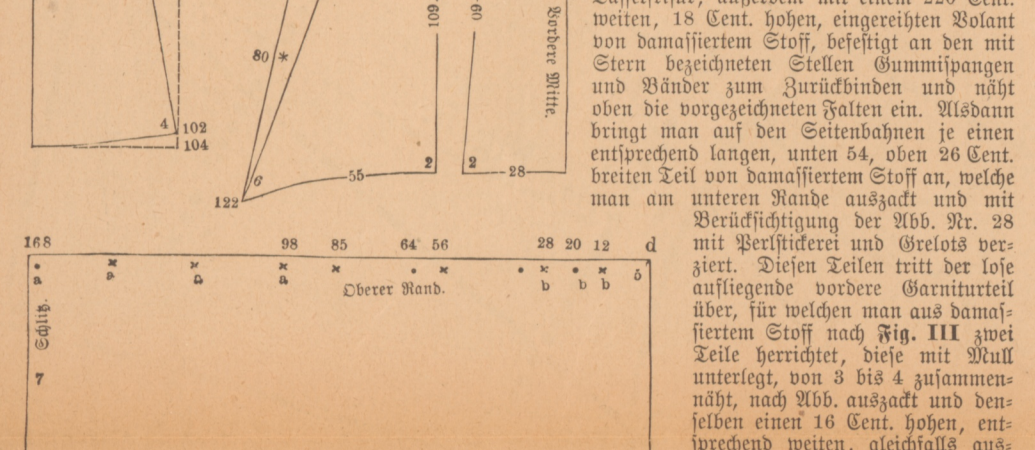 80 *
4 102
104
6
122
55
2
109
60
2
28
Vordere Mitte.
168 98 85 64 56 28 20 12 d
a a a a b b b 5
Oberer Rand.
Schlitz.
7
weiten, 18 Cent. hohen, eingereihten Volant
von damassiertem Stoff, befestigt an den mit
Stern bezeichneten Stellen Gummispangen
und Bänder zum Zurückbinden und näht
oben die vorgezeichneten Falten ein. Alsdann
bringt man auf den Seitenbahnen je einen
entsprechend langen, unten 54, oben 26 Cent.
breiten Teil von damassiertem Stoff an, welche
man am unteren Rande auszackt und mit
Berücksichtigung der Abb. Nr. 28
mit Perlstickerei und Grelots ver-
ziert. Diesen Teilen tritt der lose
aufliegende vordere Garniturteil
über, für welchen man aus damas-
siertem Stoff nach Fig. III zwei
Teile herrichtet, diese mit Mull
unterlegt, von 3 bis 4 zusammen-
näht, nach Abb. auszackt und den-
selben einen 16 Cent. hohen, ent-
sprechend weiten, gleichfalls aus-